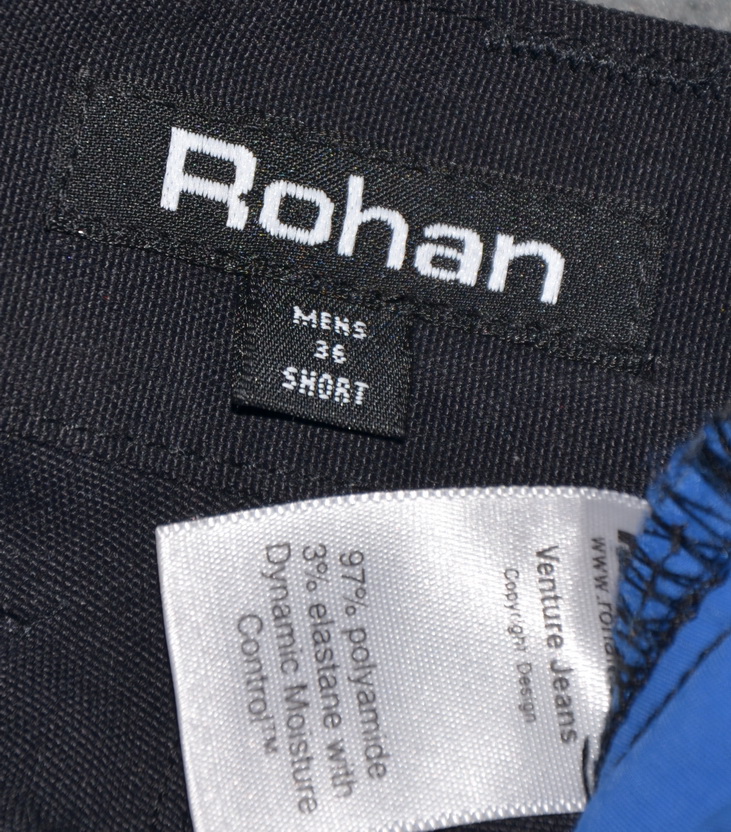 Rohan
MENS
36
SHORT
Venture Jeans
Copyright Design
97% polyamide
3% elastane with
Dynamic Moisture
Control™